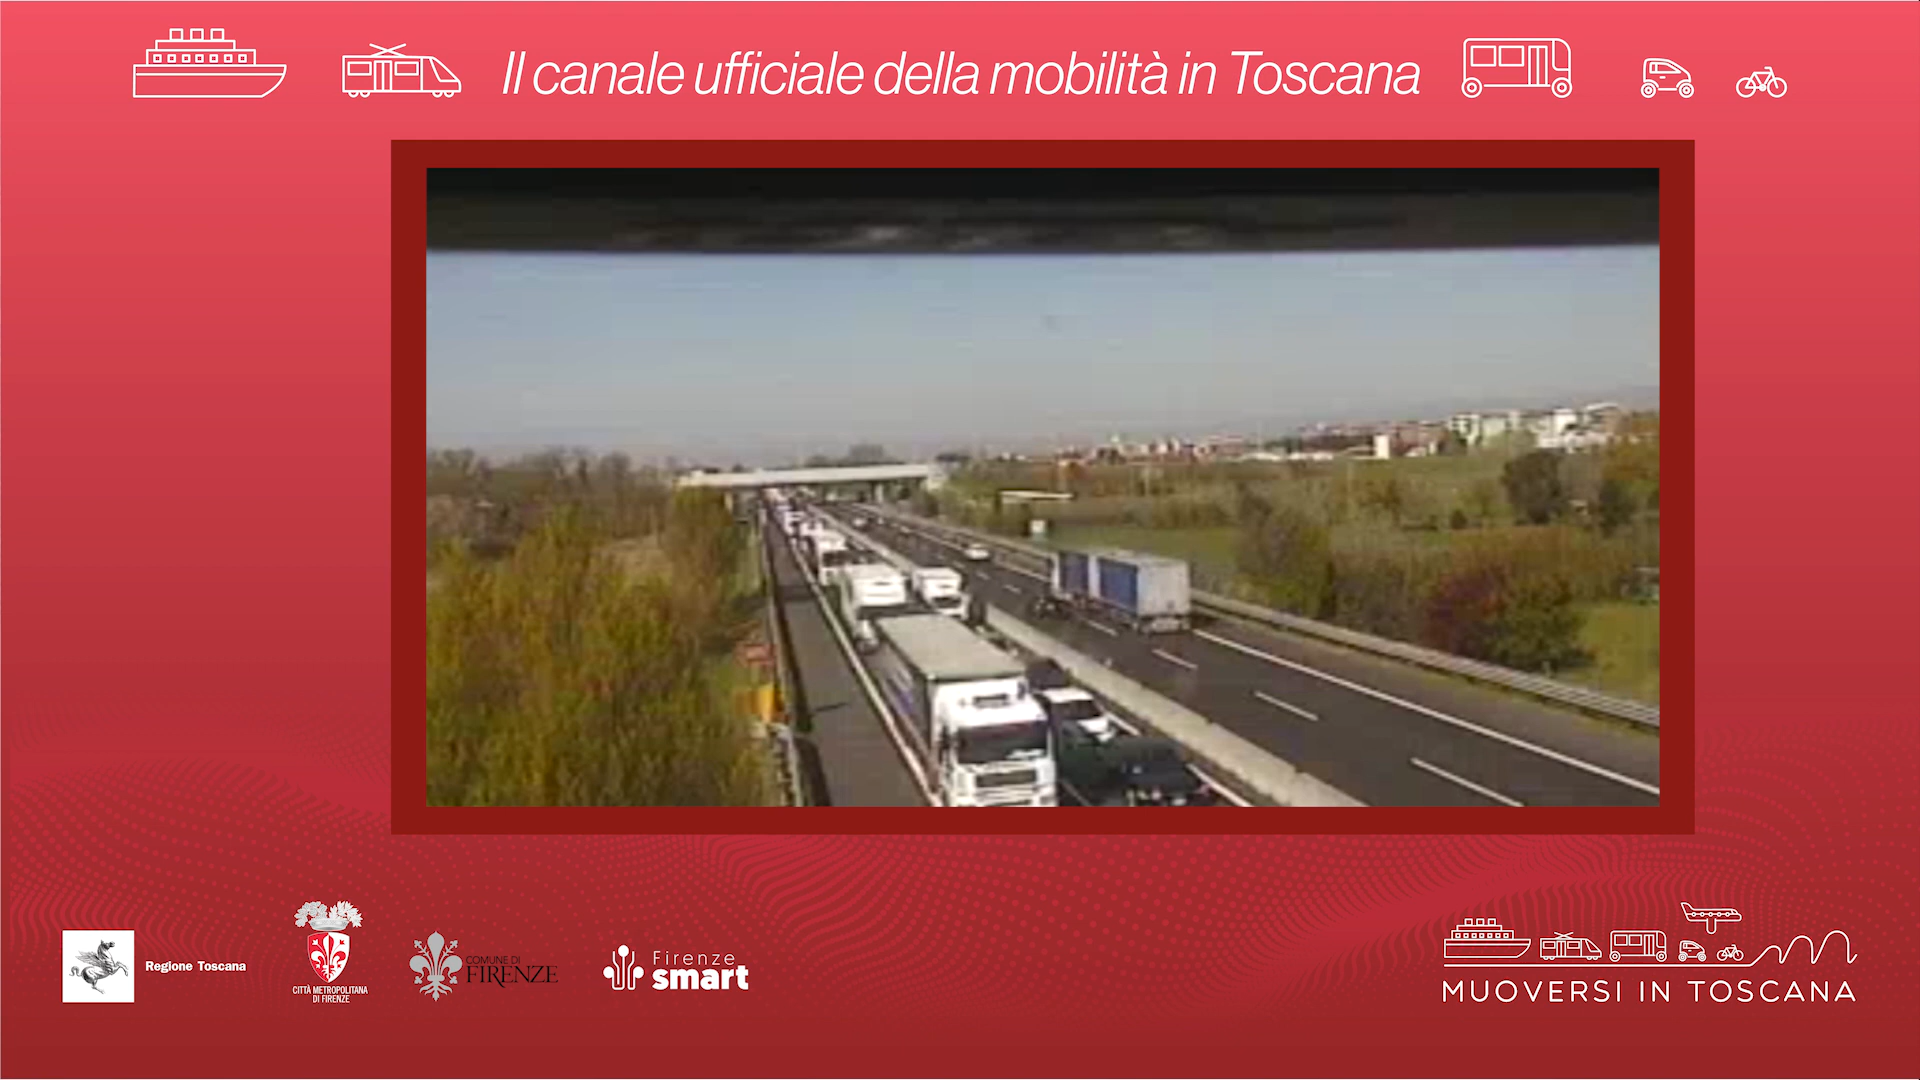 Il canale ufficiale della mobilità in Toscana
Regione Toscana
CITTÀ METROPOLITANA
DI FIRENZE
COMUNE DI
FIRENZE
Firenze
smart
MUOVERSI IN TOSCANA